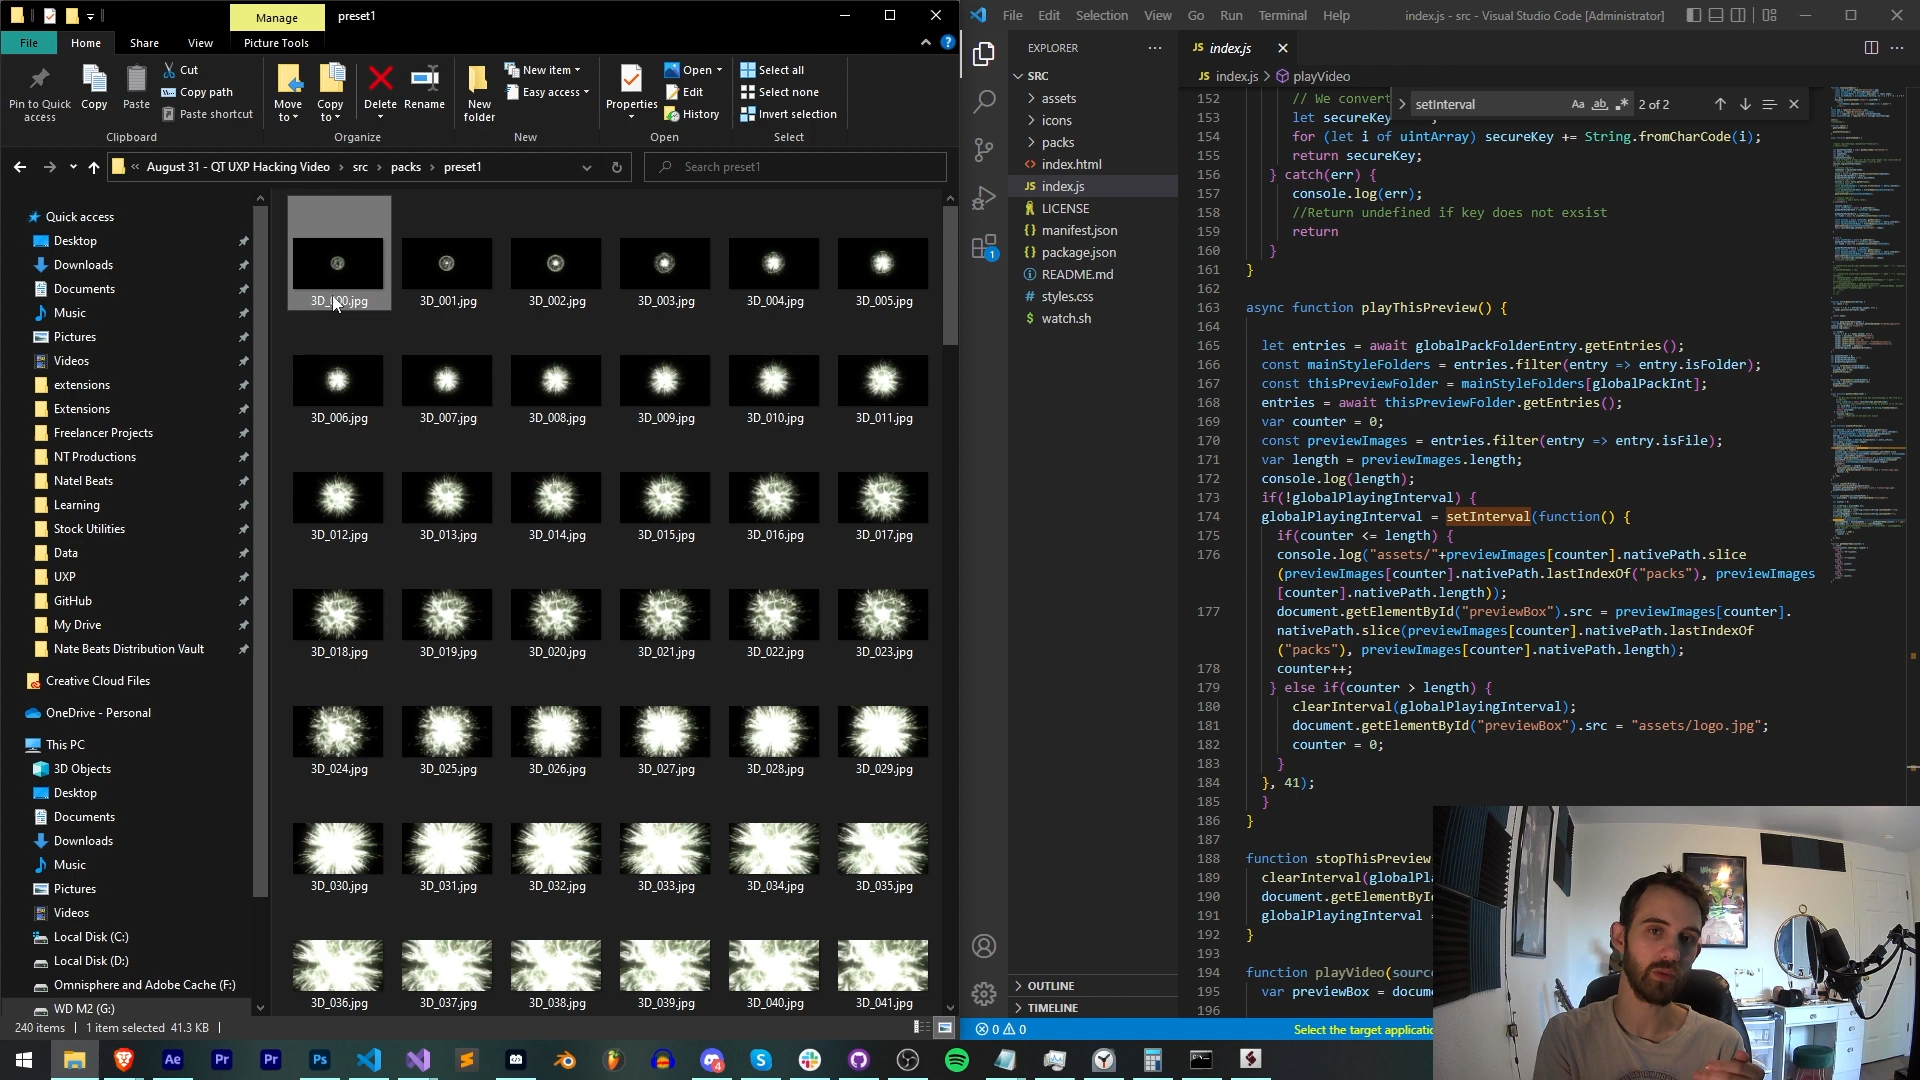 Manage
preset1
File
Home
Share
View
Picture Tools
Pin to Quick access
Copy
Paste
Cut
Copy path
Paste shortcut
Move to
Copy to
Delete
Rename
New folder
New item
Easy access
Properties
Open
Edit
History
Select all
Select none
Invert selection
Clipboard
Organize
New
Open
Select
« August 31 - QT UXP Hacking Video > src > packs > preset1
Search preset1
Quick access
Desktop
Downloads
Documents
Music
Pictures
Videos
extensions
Extensions
Freelancer Projects
NT Productions
Natel Beats
Learning
Stock Utilities
Data
UXP
GitHub
My Drive
Nate Beats Distribution Vault
Creative Cloud Files
OneDrive - Personal
This PC
3D Objects
Desktop
Documents
Downloads
Music
Pictures
Videos
Local Disk (C:)
Local Disk (D:)
Omnisphere and Adobe Cache (F:)
WD M2 (G:)
3D_000.jpg 3D_001.jpg 3D_002.jpg 3D_003.jpg 3D_004.jpg 3D_005.jpg
3D_006.jpg 3D_007.jpg 3D_008.jpg 3D_009.jpg 3D_010.jpg 3D_011.jpg
3D_012.jpg 3D_013.jpg 3D_014.jpg 3D_015.jpg 3D_016.jpg 3D_017.jpg
3D_018.jpg 3D_019.jpg 3D_020.jpg 3D_021.jpg 3D_022.jpg 3D_023.jpg
3D_024.jpg 3D_025.jpg 3D_026.jpg 3D_027.jpg 3D_028.jpg 3D_029.jpg
3D_030.jpg 3D_031.jpg 3D_032.jpg 3D_033.jpg 3D_034.jpg 3D_035.jpg
3D_036.jpg 3D_037.jpg 3D_038.jpg 3D_039.jpg 3D_040.jpg 3D_041.jpg
240 items 1 item selected 41.3 KB
File Edit Selection View Go Run Terminal Help
index.js - src - Visual Studio Code [Administrator]
EXPLORER
SRC
assets
icons
packs
index.html
JS index.js
LICENSE
{} manifest.json
{} package.json
README.md
# styles.css
$ watch.sh
OUTLINE
TIMELINE
1
JS index.js
JS index.js > playVideo
setInterval Aa ab .* 2 of 2
152 // We convert
153 let secureKey
154 for (let i of uintArray) secureKey += String.fromCharCode(i);
155 return secureKey;
156 } catch(err) {
157 console.log(err);
158 //Return undefined if key does not exsist
159 return
160 }
161 }
162
163 async function playThisPreview() {
164
165 let entries = await globalPackFolderEntry.getEntries();
166 const mainStyleFolders = entries.filter(entry => entry.isFolder);
167 const thisPreviewFolder = mainStyleFolders[globalPackInt];
168 entries = await thisPreviewFolder.getEntries();
169 var counter = 0;
170 const previewImages = entries.filter(entry => entry.isFile);
171 var length = previewImages.length;
172 console.log(length);
173 if(!globalPlayingInterval) {
174 globalPlayingInterval = setInterval(function() {
175 if(counter <= length) {
176 console.log("assets/"+previewImages[counter].nativePath.slice
(previewImages[counter].nativePath.lastIndexOf("packs"), previewImages
[counter].nativePath.length));
177 document.getElementById("previewBox").src = previewImages[counter].
nativePath.slice(previewImages[counter].nativePath.lastIndexOf
("packs"), previewImages[counter].nativePath.length);
178 counter++;
179 } else if(counter > length) {
180 clearInterval(globalPlayingInterval);
181 document.getElementById("previewBox").src = "assets/logo.jpg";
182 counter = 0;
183 }
184 }, 41);
185 }
186 }
187
188 function stopThisPreview
189 clearInterval(globalPl
190 document.getElementByI
191 globalPlayingInterval =
192 }
193
194 function playVideo(sourc
195 var previewBox = docum
196
0 0
Select the target applicati
Ae
Pr
Pr
Ps
4